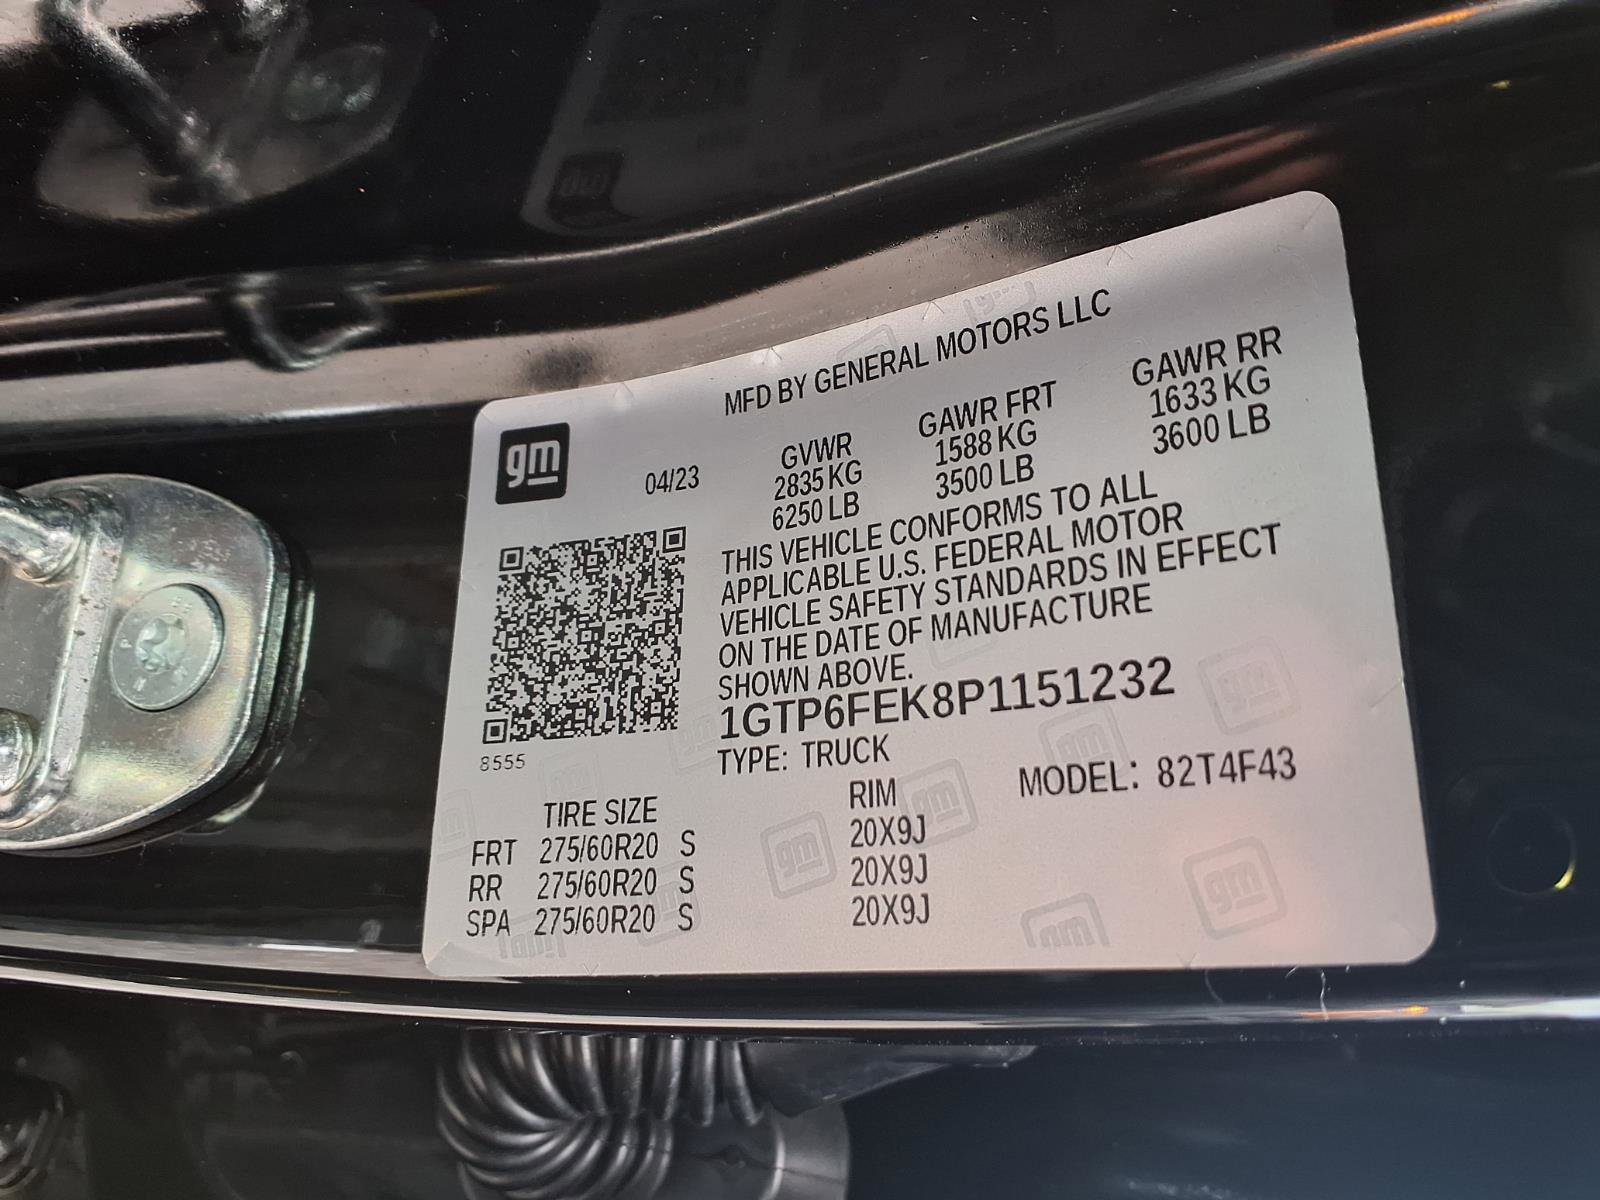 MFD BY GENERAL MOTORS LLC
gm
04/23
GVWR
2835 KG
6250 LB
GAWR FRT
1588 KG
3500 LB
GAWR RR
1633 KG
3600 LB
THIS VEHICLE CONFORMS TO ALL
APPLICABLE U.S. FEDERAL MOTOR
VEHICLE SAFETY STANDARDS IN EFFECT
ON THE DATE OF MANUFACTURE
SHOWN ABOVE.
1GTP6FEK8P1151232
8555
TYPE: TRUCK
MODEL: 82T4F43
TIRE SIZE RIM
FRT 275/60R20 S 20X9J
RR 275/60R20 S 20X9J
SPA 275/60R20 S 20X9J